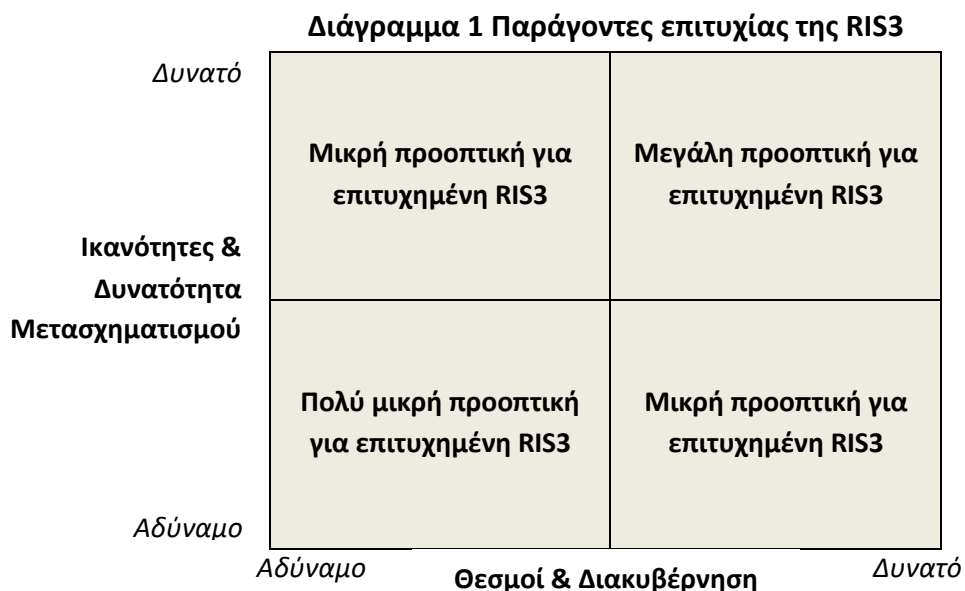 Διάγραμμα 1 Παράγοντες επιτυχίας της RIS3
Δυνατό
Μικρή προοπτική για
επιτυχημένη RIS3
Μεγάλη προοπτική για
επιτυχημένη RIS3
Ικανότητες &
Δυνατότητα
Μετασχηματισμού
Πολύ μικρή προοπτική
για επιτυχημένη RIS3
Μικρή προοπτική για
επιτυχημένη RIS3
Αδύναμο
Αδύναμο
Θεσμοί & Διακυβέρνηση
Δυνατό